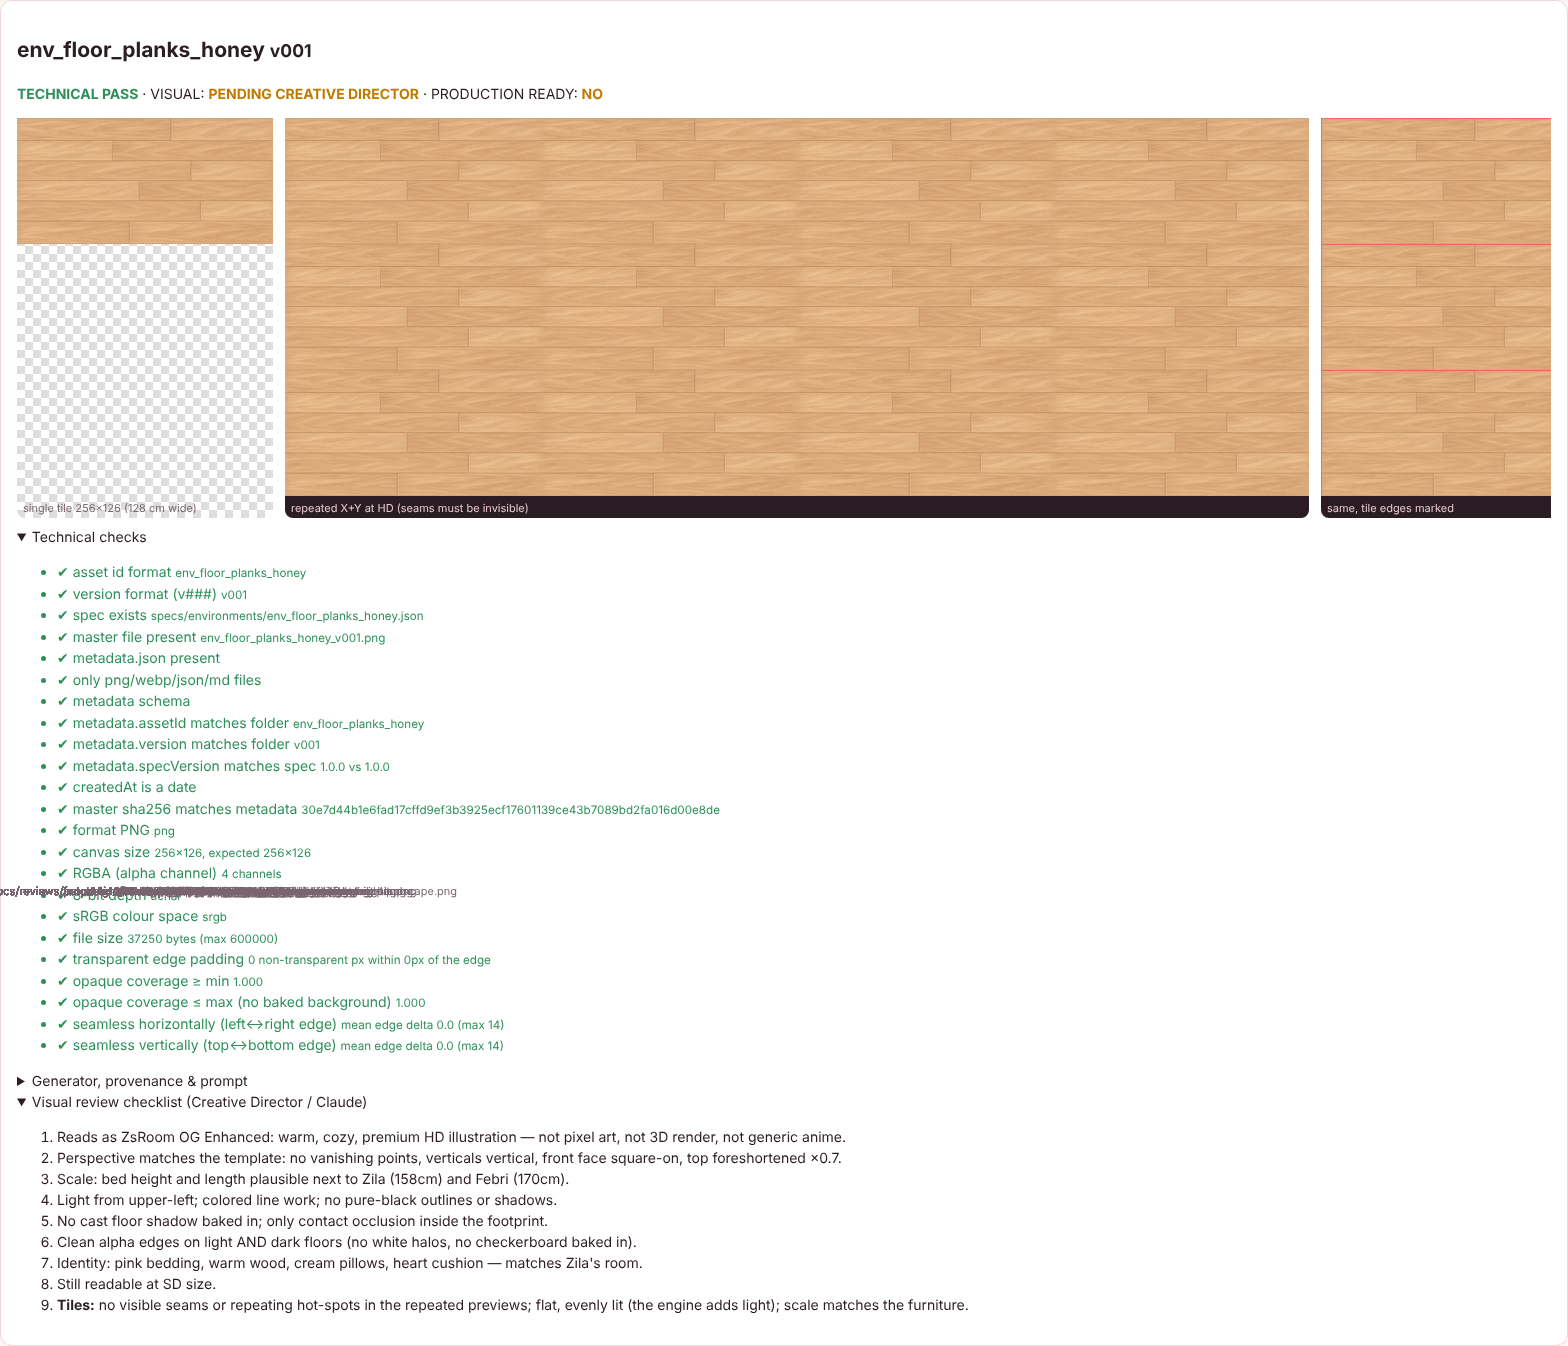 env_floor_planks_honey v001
TECHNICAL PASS · VISUAL: PENDING CREATIVE DIRECTOR · PRODUCTION READY: NO
single tile 256×126 (128 cm wide)
repeated X+Y at HD (seams must be invisible)
same, tile edges marked
▼ Technical checks
• ✔ asset id format env_floor_planks_honey
• ✔ version format (v###) v001
• ✔ spec exists specs/environments/env_floor_planks_honey.json
• ✔ master file present env_floor_planks_honey_v001.png
• ✔ metadata.json present
• ✔ only png/webp/json/md files
• ✔ metadata schema
• ✔ metadata.assetId matches folder env_floor_planks_honey
• ✔ metadata.version matches folder v001
• ✔ metadata.specVersion matches spec 1.0.0 vs 1.0.0
• ✔ createdAt is a date
• ✔ master sha256 matches metadata 30e7d44b1e6fad17cffd9ef3b3925ecf17601139ce43b7089bd2fa016d00e8de
• ✔ format PNG png
• ✔ canvas size 256×126, expected 256×126
• ✔ RGBA (alpha channel) 4 channels
• ✔ 8-bit depth uchar
• ✔ sRGB colour space srgb
• ✔ file size 37250 bytes (max 600000)
• ✔ transparent edge padding 0 non-transparent px within 0px of the edge
• ✔ opaque coverage ≥ min 1.000
• ✔ opaque coverage ≤ max (no baked background) 1.000
• ✔ seamless horizontally (left↔right edge) mean edge delta 0.0 (max 14)
• ✔ seamless vertically (top↔bottom edge) mean edge delta 0.0 (max 14)
▶ Generator, provenance & prompt
▼ Visual review checklist (Creative Director / Claude)
1. Reads as ZsRoom OG Enhanced: warm, cozy, premium HD illustration — not pixel art, not 3D render, not generic anime.
2. Perspective matches the template: no vanishing points, verticals vertical, front face square-on, top foreshortened ×0.7.
3. Scale: bed height and length plausible next to Zila (158cm) and Febri (170cm).
4. Light from upper-left; colored line work; no pure-black outlines or shadows.
5. No cast floor shadow baked in; only contact occlusion inside the footprint.
6. Clean alpha edges on light AND dark floors (no white halos, no checkerboard baked in).
7. Identity: pink bedding, warm wood, cream pillows, heart cushion — matches Zila's room.
8. Still readable at SD size.
9. Tiles: no visible seams or repeating hot-spots in the repeated previews; flat, evenly lit (the engine adds light); scale matches the furniture.